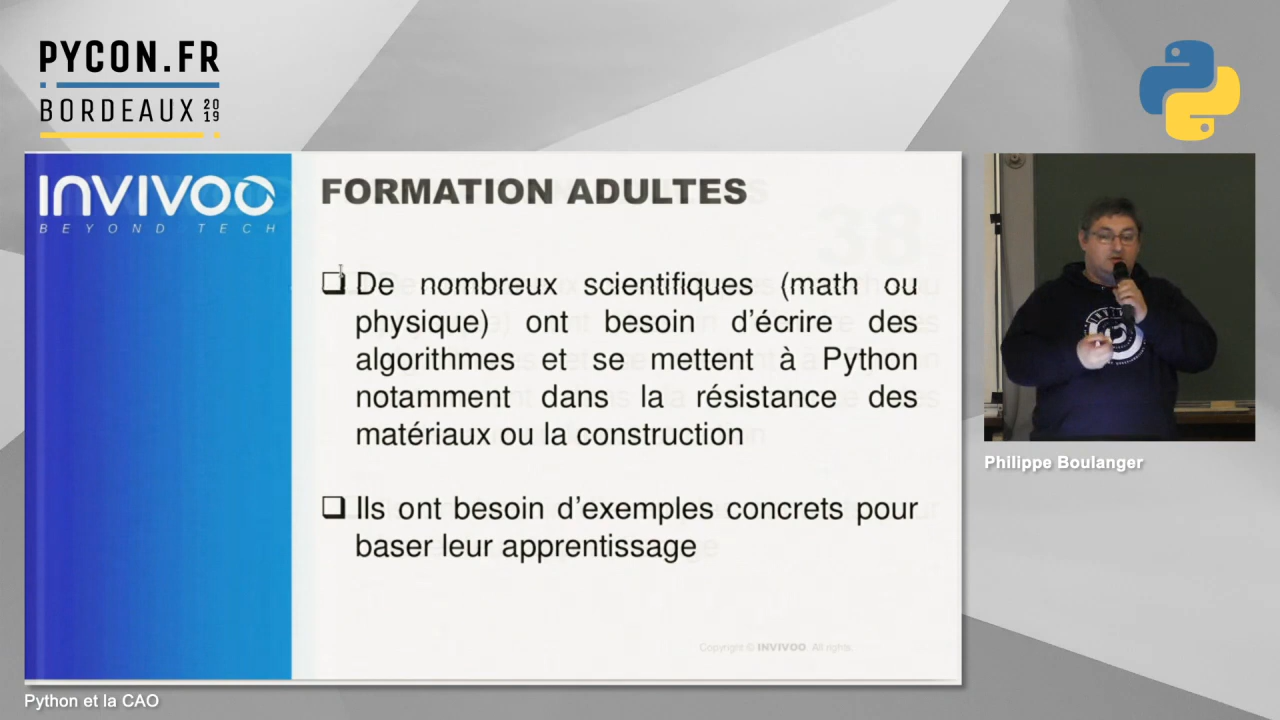 PYCON.FR
BORDEAUX 2019
INVIVOO
BEYOND TECH
FORMATION ADULTES
38
❑ De nombreux scientifiques (math ou
physique) ont besoin d'écrire des
algorithmes et se mettent à Python
notamment dans la résistance des
matériaux ou la construction
❑ Ils ont besoin d'exemples concrets pour
baser leur apprentissage
Copyright © INVIVOO. All rights.
Philippe Boulanger
Python et la CAO